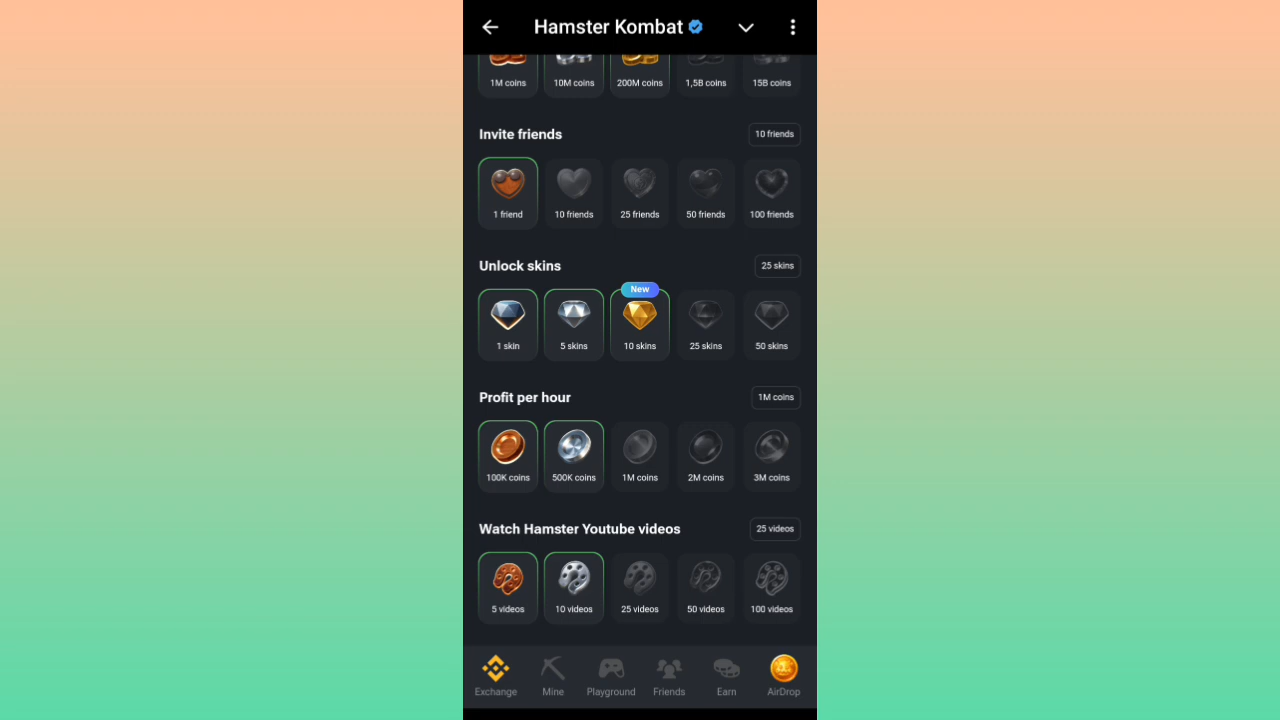 Hamster Kombat
1M coins 10M coins 200M coins 1,5B coins 15B coins
Invite friends 10 friends
1 friend 10 friends 25 friends 50 friends 100 friends
Unlock skins 25 skins
New
1 skin 5 skins 10 skins 25 skins 50 skins
Profit per hour 1M coins
100K coins 500K coins 1M coins 2M coins 3M coins
Watch Hamster Youtube videos 25 videos
5 videos 10 videos 25 videos 50 videos 100 videos
Exchange Mine Playground Friends Earn AirDrop